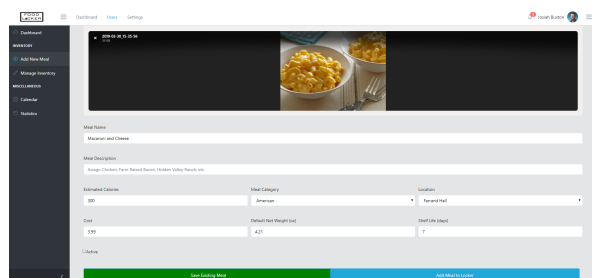 FOOD
LOCKER
Dashboard Users Settings
Josiah Buxton
Dashboard
INVENTORY
Add New Meal
Manage Inventory
MISCELLANEOUS
Calendar
Statistics
× 2019-03-20_15-35-56
Meal Name
Macaroni and Cheese
Meal Description
Asiago Chicken, Farm Raised Bacon, Hidden Valley Ranch, etc.
Estimated Calories Meal Category Location
300 American Farrand Hall
Cost Default Net Weight (oz) Shelf Life (days)
3.99 4.21 7
Active
Save Existing Meal Add Meal to Locker